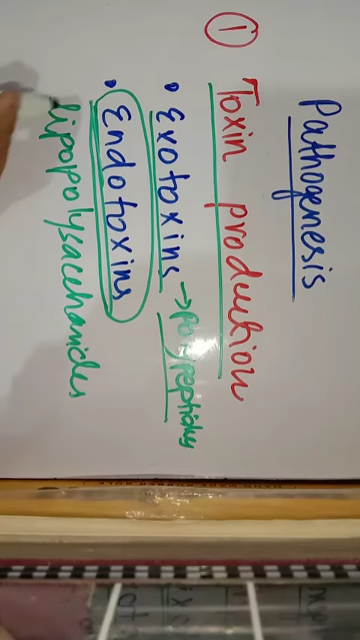 Pathogenesis
① Toxin production
• Exotoxins → Polypeptides
• Endotoxins
Lipopolysaccharides